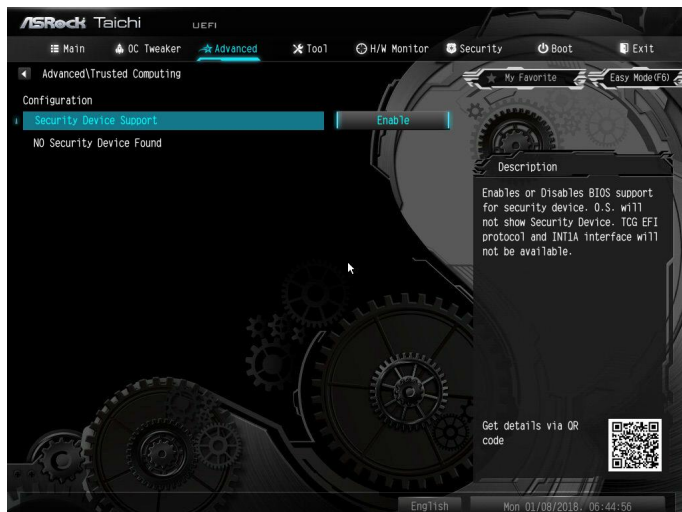 ASRock Taichi UEFI
Main OC Tweaker Advanced Tool H/W Monitor Security Boot Exit
Advanced\Trusted Computing
My Favorite Easy Mode(F6)
Configuration
Security Device Support Enable
NO Security Device Found
Description
Enables or Disables BIOS support
for security device. O.S. will
not show Security Device. TCG EFI
protocol and INT1A interface will
not be available.
Get details via QR
code
English Mon 01/08/2018. 06:44:56